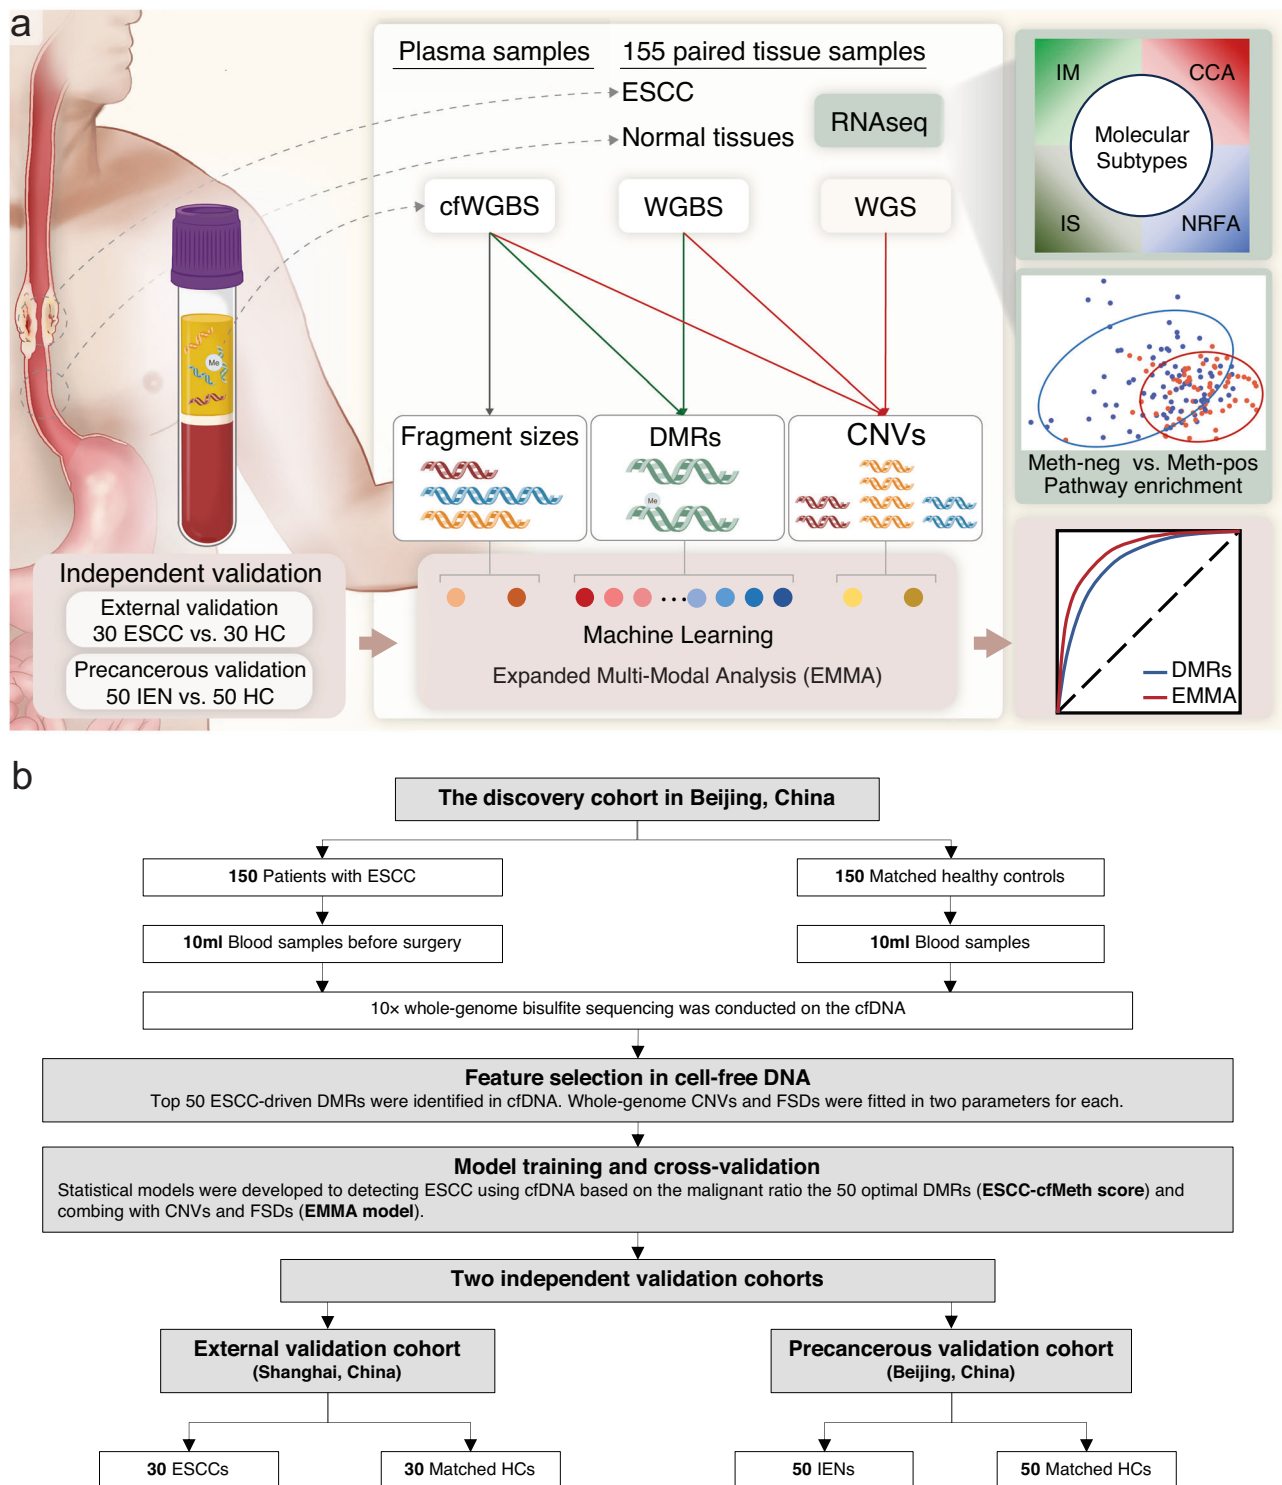 a
Plasma samples
155 paired tissue samples
ESCC
Normal tissues
RNAseq
cfWGBS
WGBS
WGS
Me
Fragment sizes
DMRs
CNVs
Me
IM
CCA
Molecular
Subtypes
IS
NRFA
Meth-neg vs. Meth-pos
Pathway enrichment
Independent validation
External validation
30 ESCC vs. 30 HC
Precancerous validation
50 IEN vs. 50 HC
Machine Learning
Expanded Multi-Modal Analysis (EMMA)
DMRs
EMMA
b
The discovery cohort in Beijing, China
150 Patients with ESCC
150 Matched healthy controls
10ml Blood samples before surgery
10ml Blood samples
10× whole-genome bisulfite sequencing was conducted on the cfDNA
Feature selection in cell-free DNA
Top 50 ESCC-driven DMRs were identified in cfDNA. Whole-genome CNVs and FSDs were fitted in two parameters for each.
Model training and cross-validation
Statistical models were developed to detecting ESCC using cfDNA based on the malignant ratio the 50 optimal DMRs (ESCC-cfMeth score) and
combing with CNVs and FSDs (EMMA model).
Two independent validation cohorts
External validation cohort
(Shanghai, China)
Precancerous validation cohort
(Beijing, China)
30 ESCCs
30 Matched HCs
50 IENs
50 Matched HCs